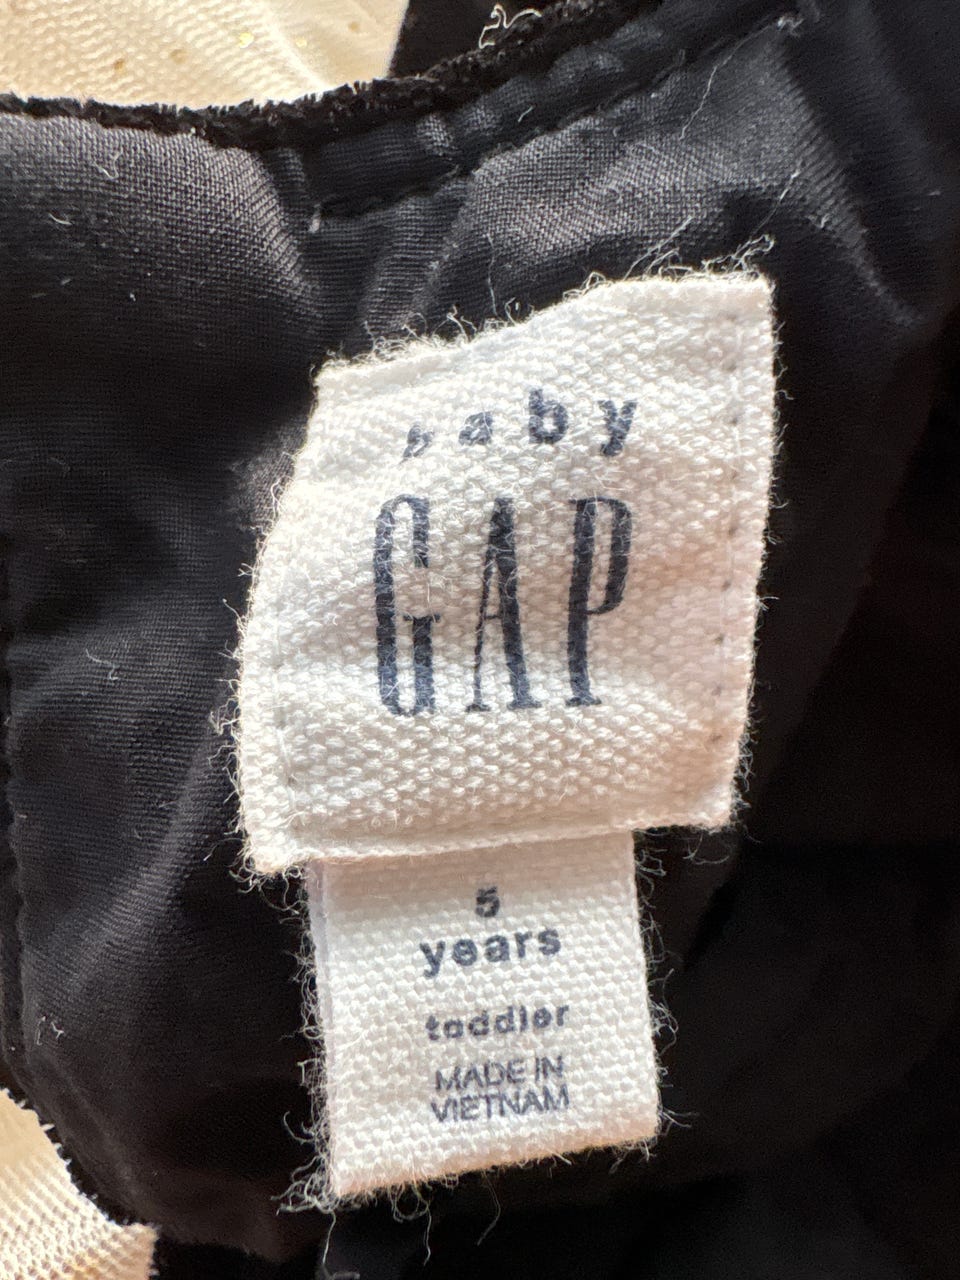 baby
GAP
5
years
toddler
MADE IN
VIETNAM